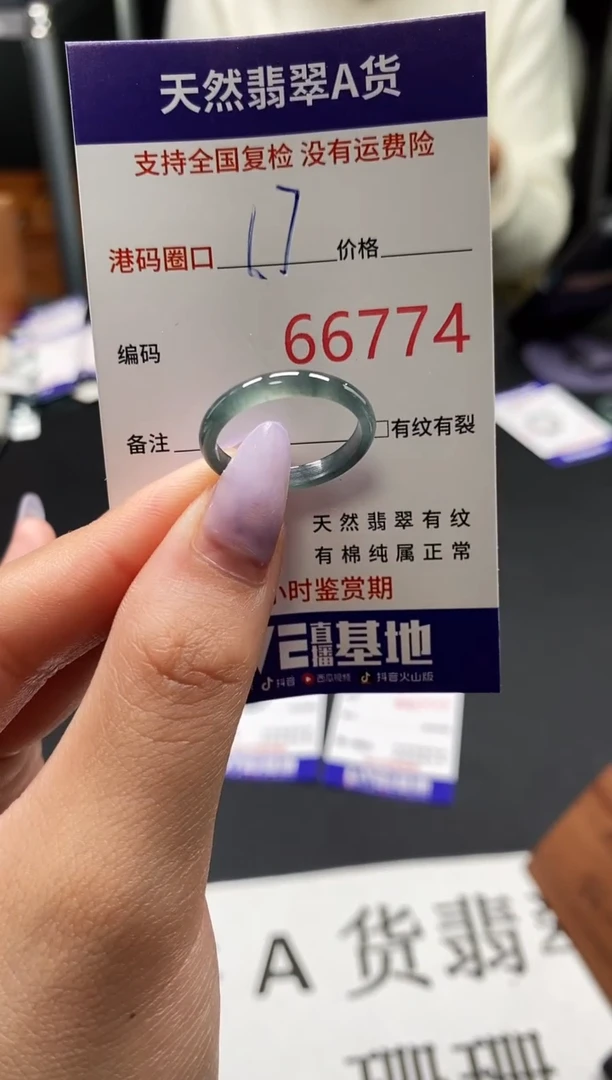 天然翡翠A货
支持全国复检 没有运费险
港码圈口 17 价格
编码 66774
备注 □有纹有裂
天然翡翠有纹
有棉纯属正常
小时鉴赏期
直播基地
抖音 西瓜视频 抖音火山版
A 货翡